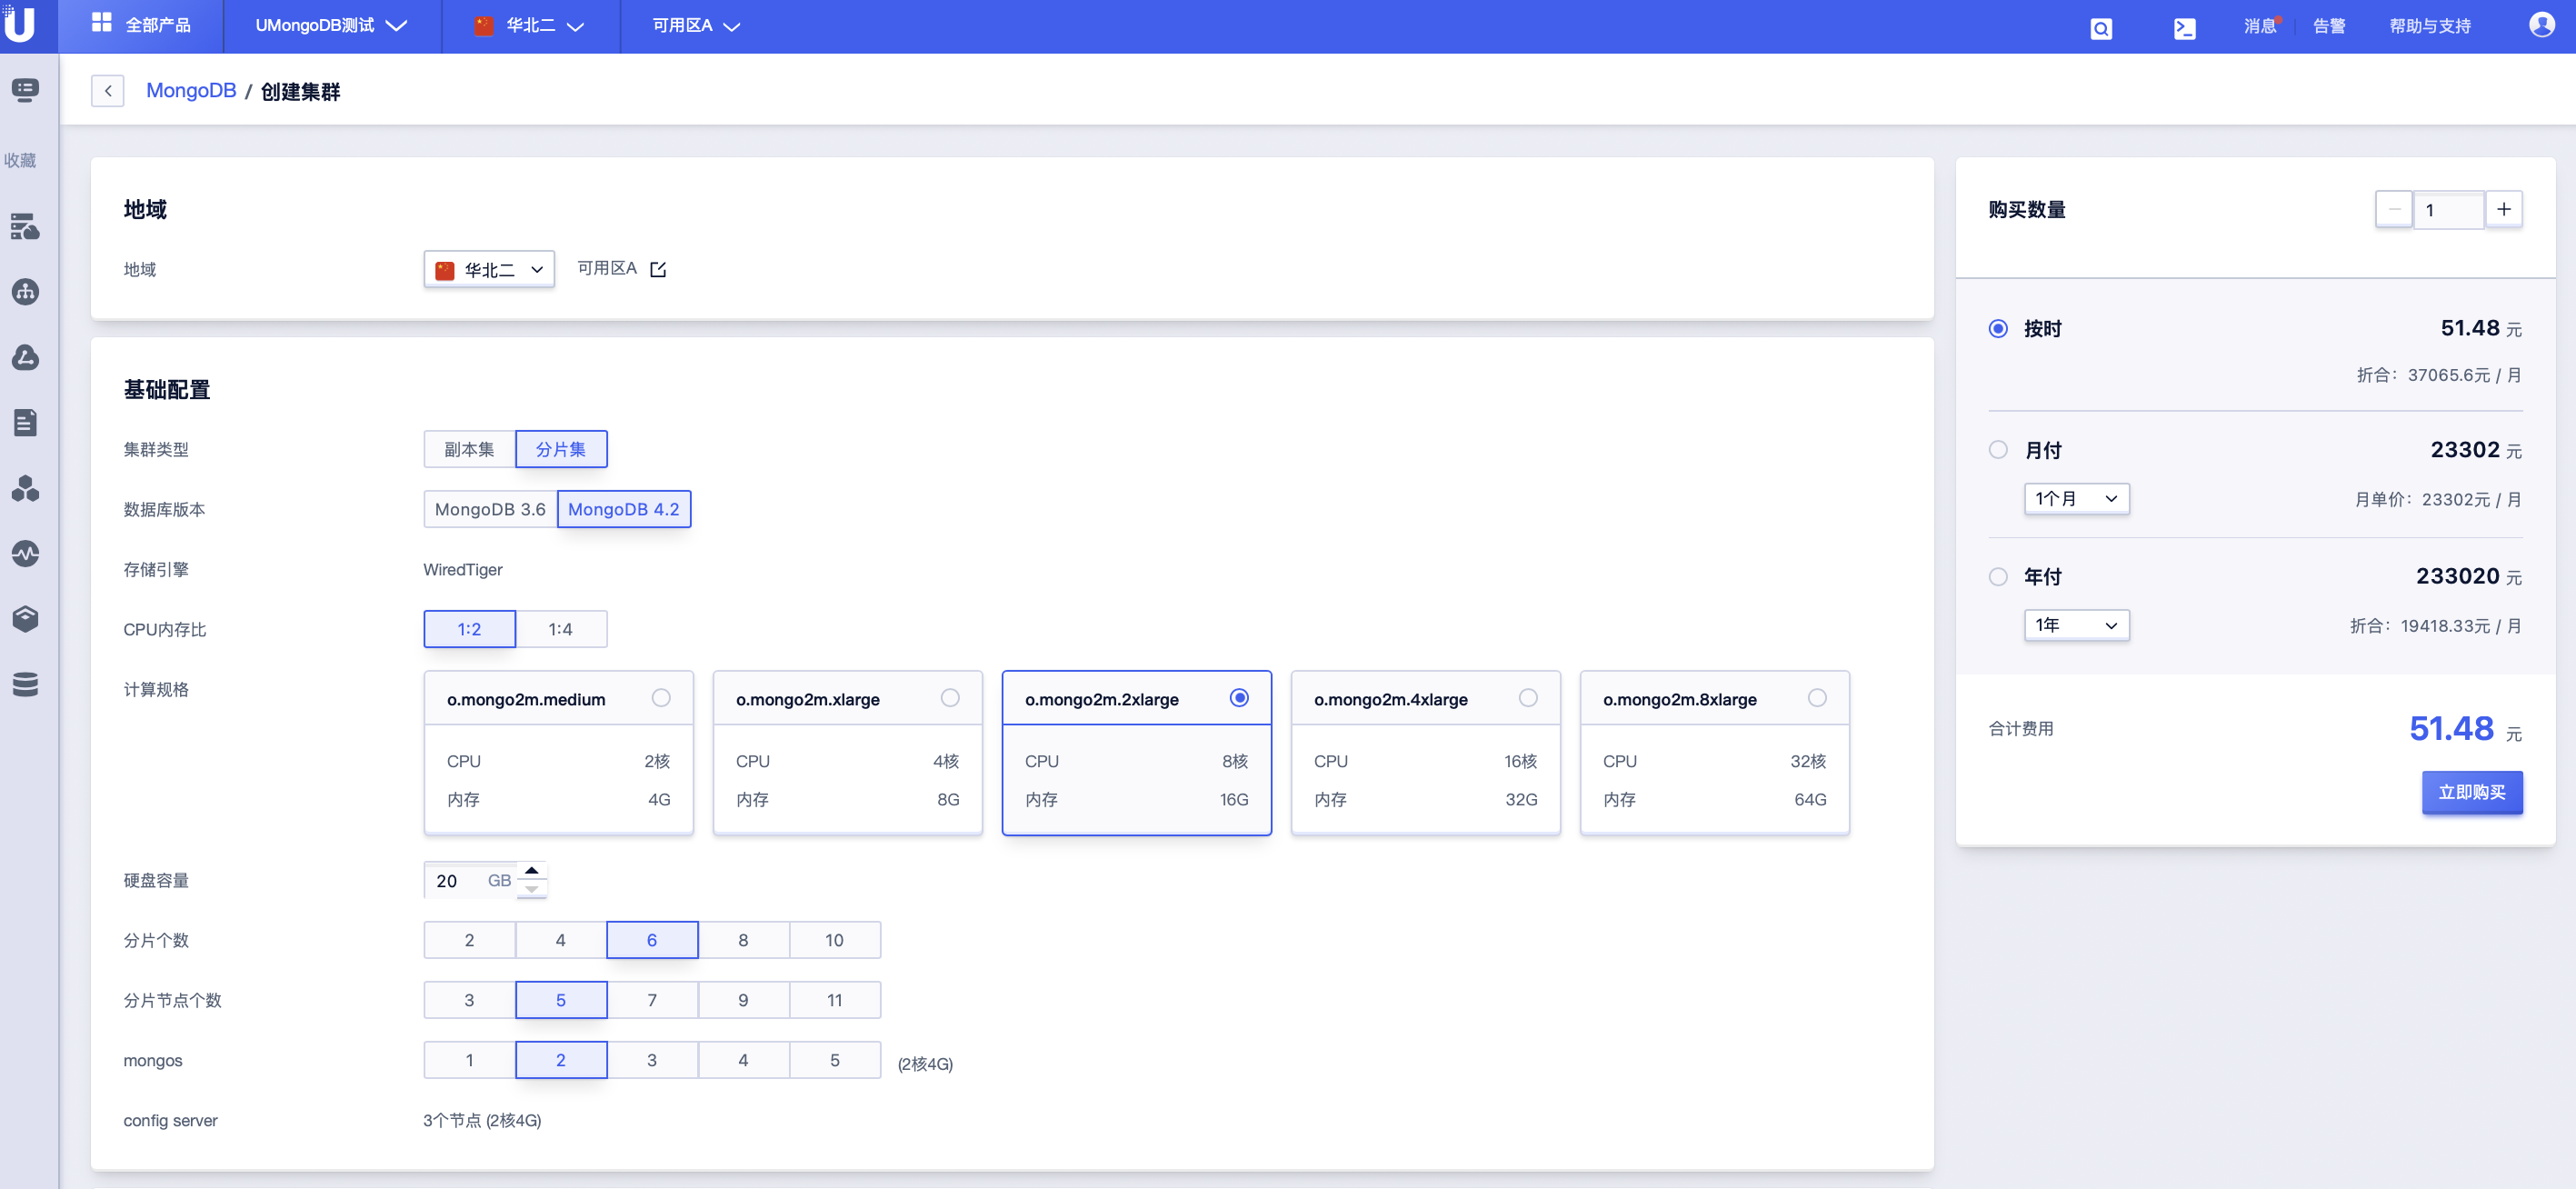 全部产品
UMongoDB测试
华北二
可用区A
消息
告警
帮助与支持
MongoDB / 创建集群
收藏
地域
地域
华北二
可用区A
基础配置
集群类型
副本集
分片集
数据库版本
MongoDB 3.6
MongoDB 4.2
存储引擎
WiredTiger
CPU内存比
1:2
1:4
计算规格
o.mongo2m.medium
CPU 2核
内存 4G
o.mongo2m.xlarge
CPU 4核
内存 8G
o.mongo2m.2xlarge
CPU 8核
内存 16G
o.mongo2m.4xlarge
CPU 16核
内存 32G
o.mongo2m.8xlarge
CPU 32核
内存 64G
硬盘容量
20 GB
分片个数
2 4 6 8 10
分片节点个数
3 5 7 9 11
mongos
1 2 3 4 5 (2核4G)
config server
3个节点 (2核4G)
购买数量
1
按时
51.48 元
折合：37065.6元 / 月
月付
23302 元
1个月
月单价：23302元 / 月
年付
233020 元
1年
折合：19418.33元 / 月
合计费用
51.48 元
立即购买